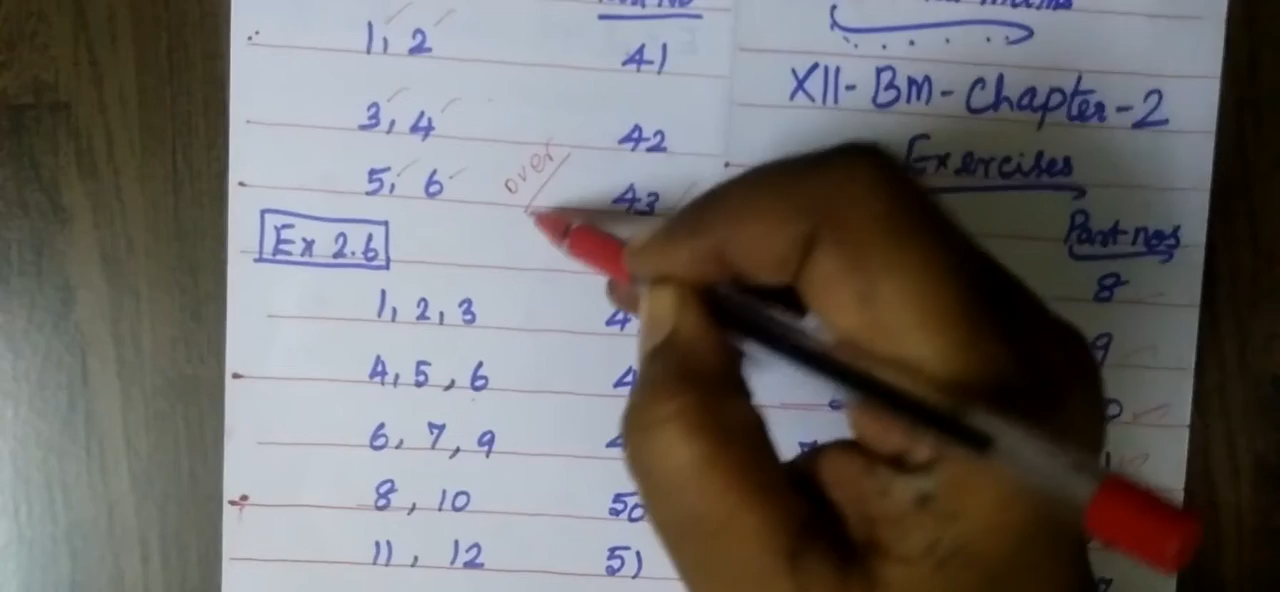 1, 2 41
3, 4 42
5, 6 over 43
Ex 2.6
1, 2, 3
4, 5, 6
6, 7, 9
8, 10 50
11, 12 51
XII - BM - Chapter - 2
Exercises
Part nos
8
9